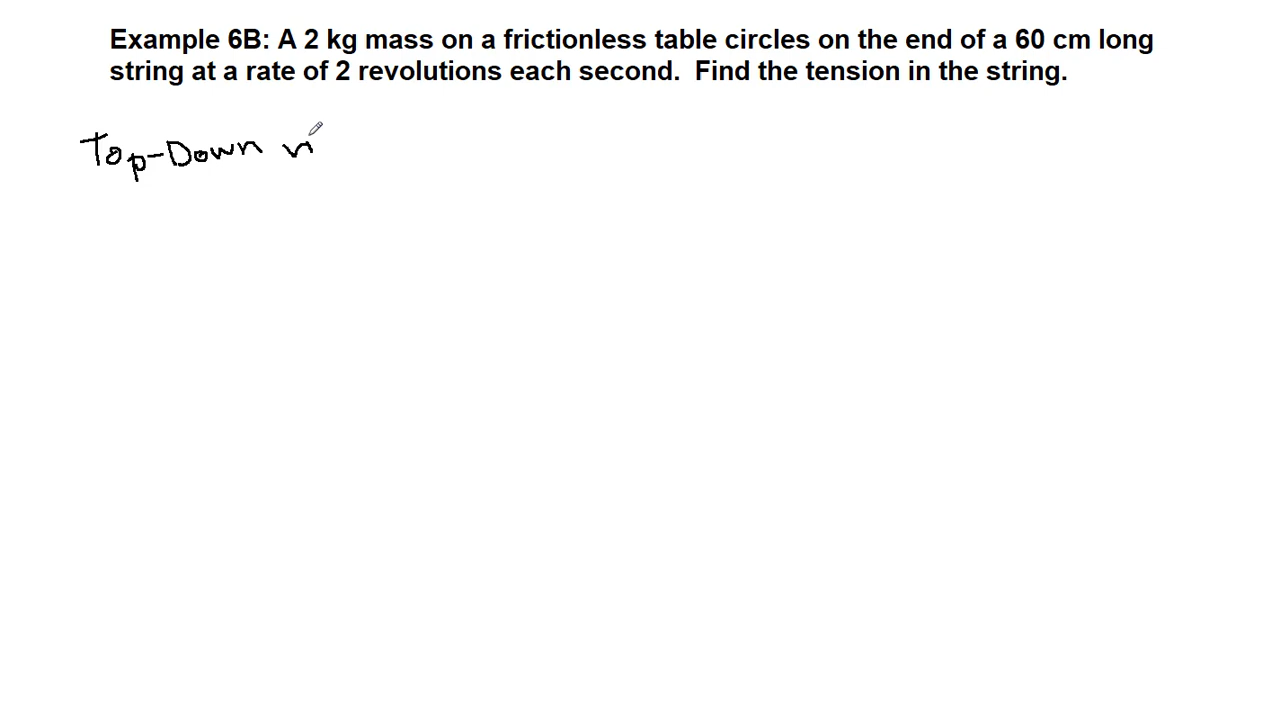 Example 6B: A 2 kg mass on a frictionless table circles on the end of a 60 cm long
string at a rate of 2 revolutions each second.  Find the tension in the string.
Top-Down